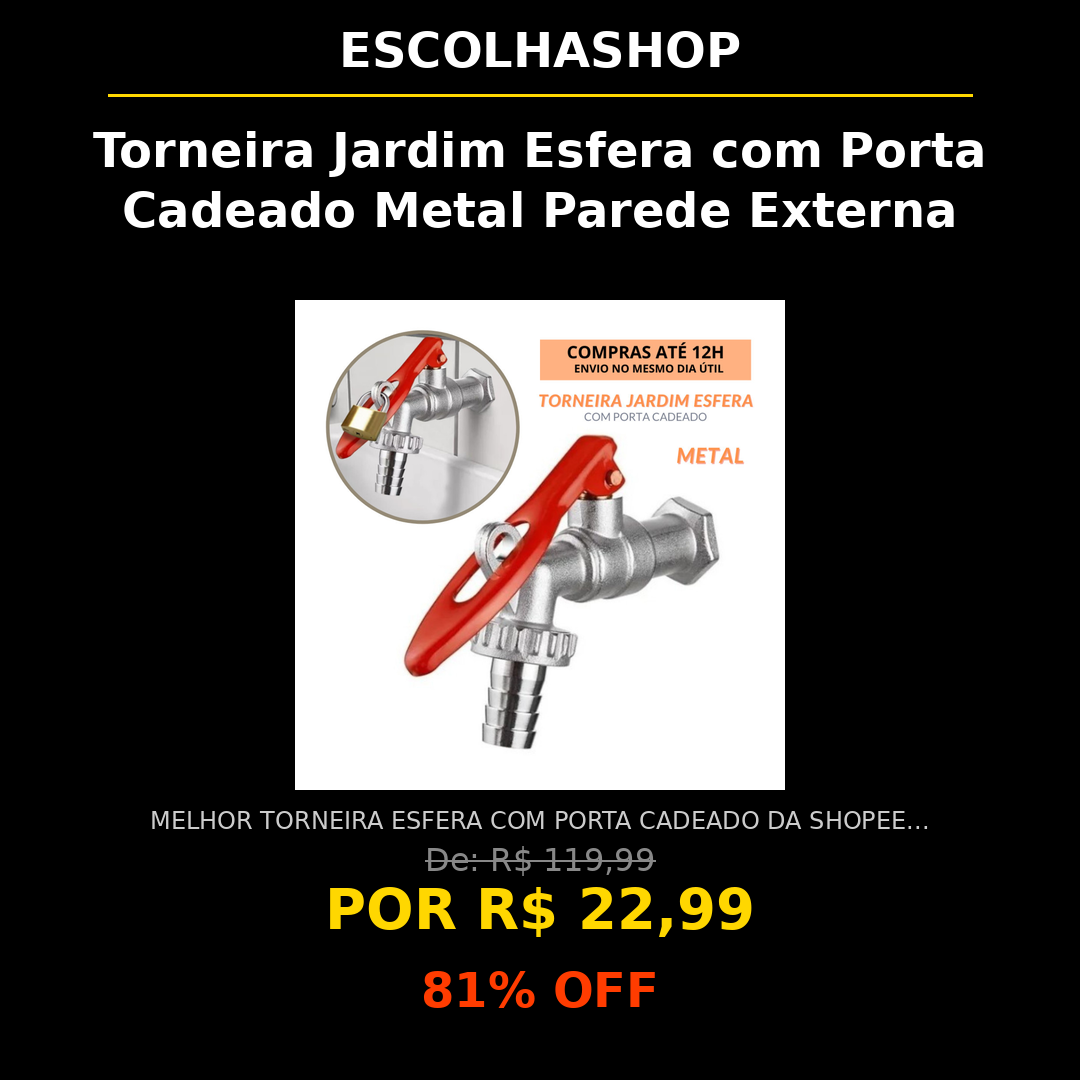 ESCOLHASHOP
Torneira Jardim Esfera com Porta
Cadeado Metal Parede Externa
COMPRAS ATÉ 12H
ENVIO NO MESMO DIA ÚTIL
TORNEIRA JARDIM ESFERA
COM PORTA CADEADO
METAL
MELHOR TORNEIRA ESFERA COM PORTA CADEADO DA SHOPEE...
De: R$ 119,99
POR R$ 22,99
81% OFF